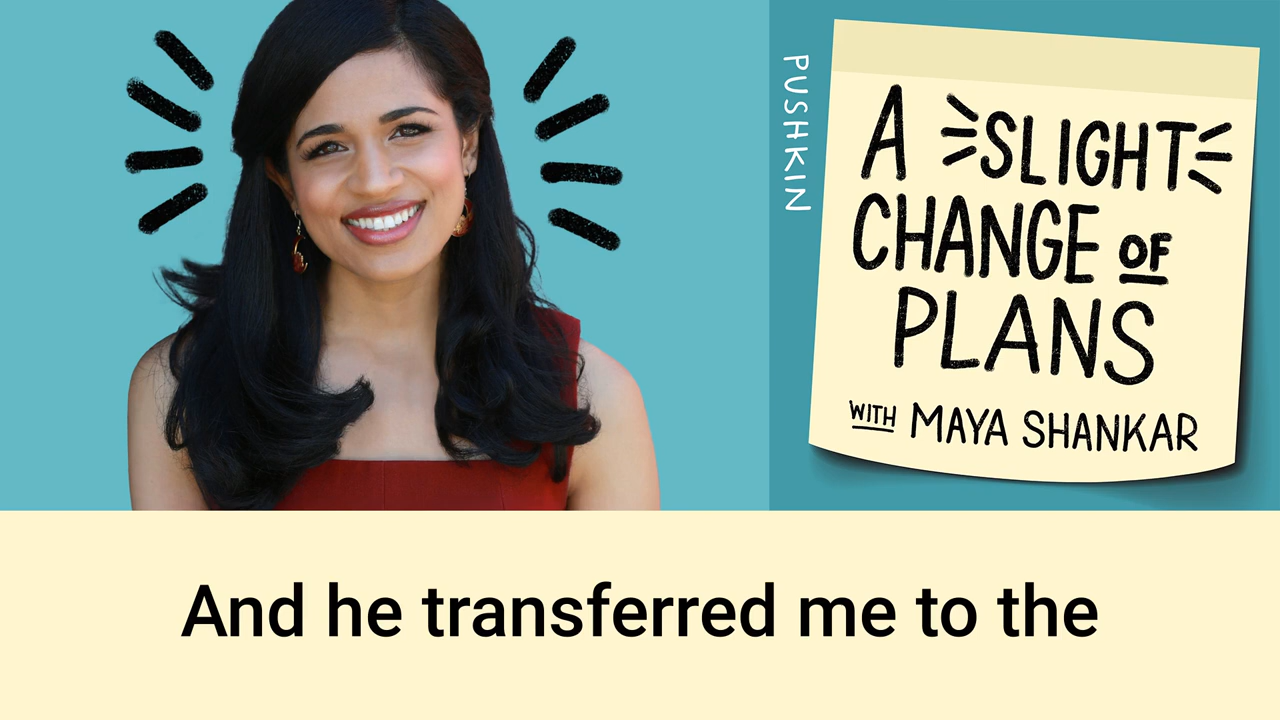 PUSHKIN
A SLIGHT
CHANGE OF
PLANS
WITH MAYA SHANKAR
And he transferred me to the